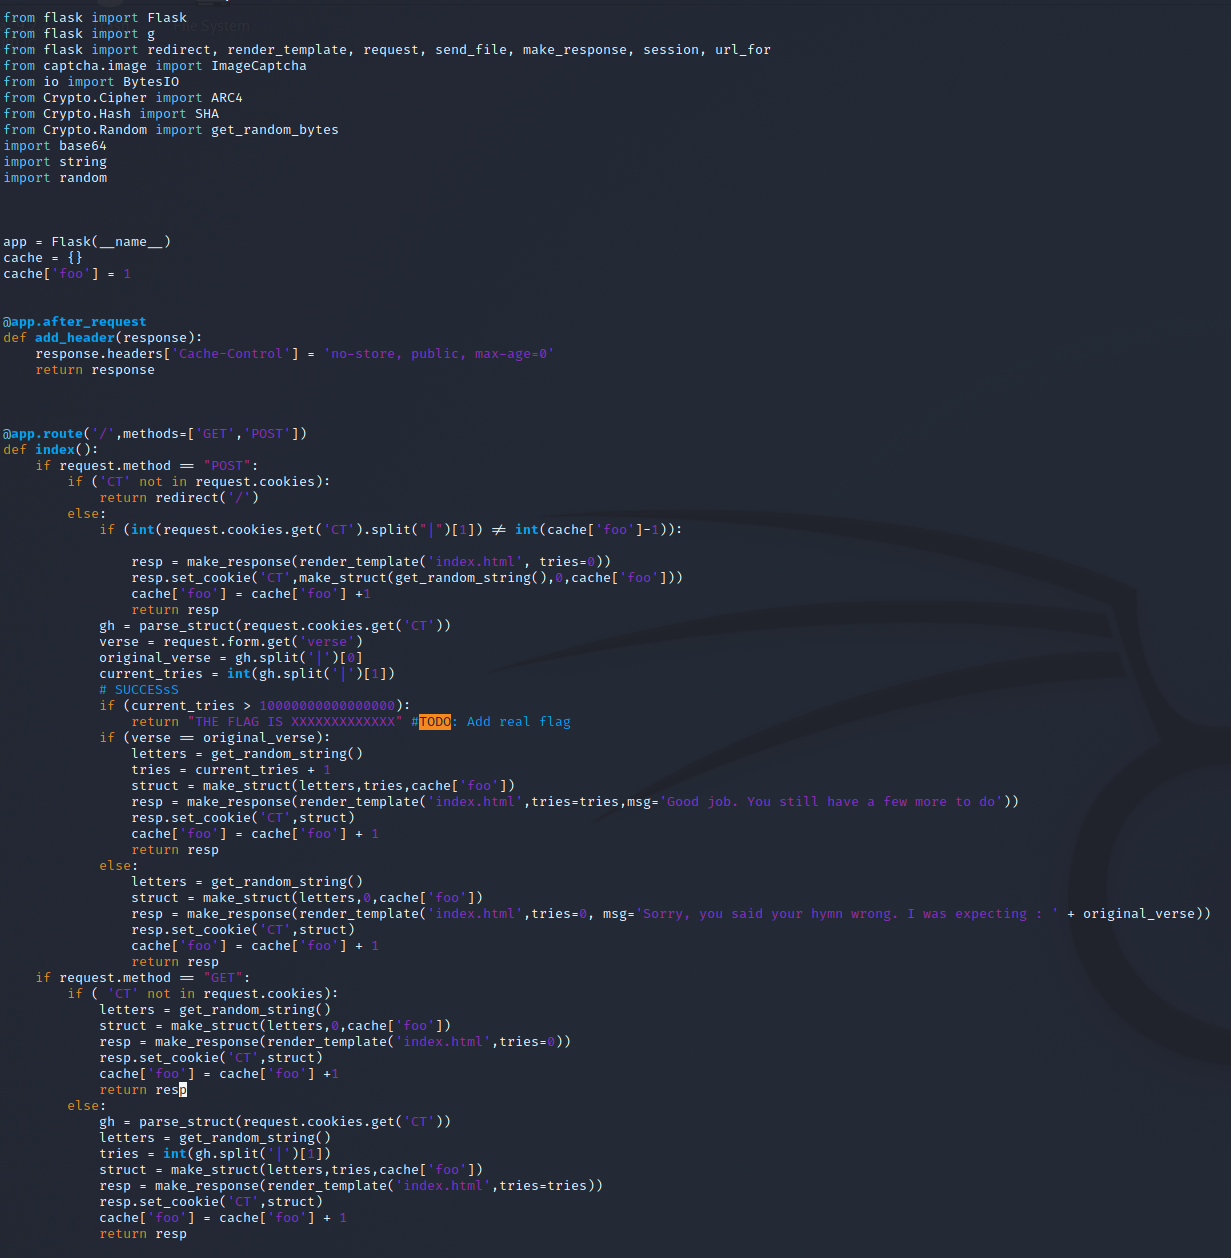 from flask import Flask
from flask import g
from flask import redirect, render_template, request, send_file, make_response, session, url_for
from captcha.image import ImageCaptcha
from io import BytesIO
from Crypto.Cipher import ARC4
from Crypto.Hash import SHA
from Crypto.Random import get_random_bytes
import base64
import string
import random
app = Flask(__name__)
cache = {}
cache['foo'] = 1
@app.after_request
def add_header(response):
    response.headers['Cache-Control'] = 'no-store, public, max-age=0'
    return response
@app.route('/',methods=['GET','POST'])
def index():
    if request.method == "POST":
        if ('CT' not in request.cookies):
            return redirect('/')
        else:
            if (int(request.cookies.get('CT').split("|")[1]) != int(cache['foo']-1)):
                resp = make_response(render_template('index.html', tries=0))
                resp.set_cookie('CT',make_struct(get_random_string(),0,cache['foo']))
                cache['foo'] = cache['foo'] +1
                return resp
            gh = parse_struct(request.cookies.get('CT'))
            verse = request.form.get('verse')
            original_verse = gh.split('|')[0]
            current_tries = int(gh.split('|')[1])
            # SUCCESsS
            if (current_tries > 10000000000000000):
                return "THE FLAG IS XXXXXXXXXXXXX" #TODO: Add real flag
            if (verse == original_verse):
                letters = get_random_string()
                tries = current_tries + 1
                struct = make_struct(letters,tries,cache['foo'])
                resp = make_response(render_template('index.html',tries=tries,msg='Good job. You still have a few more to do'))
                resp.set_cookie('CT',struct)
                cache['foo'] = cache['foo'] + 1
                return resp
            else:
                letters = get_random_string()
                struct = make_struct(letters,0,cache['foo'])
                resp = make_response(render_template('index.html',tries=0, msg='Sorry, you said your hymn wrong. I was expecting : ' + original_verse))
                resp.set_cookie('CT',struct)
                cache['foo'] = cache['foo'] + 1
                return resp
    if request.method == "GET":
        if ( 'CT' not in request.cookies):
            letters = get_random_string()
            struct = make_struct(letters,0,cache['foo'])
            resp = make_response(render_template('index.html',tries=0))
            resp.set_cookie('CT',struct)
            cache['foo'] = cache['foo'] +1
            return resp
        else:
            gh = parse_struct(request.cookies.get('CT'))
            letters = get_random_string()
            tries = int(gh.split('|')[1])
            struct = make_struct(letters,tries,cache['foo'])
            resp = make_response(render_template('index.html',tries=tries))
            resp.set_cookie('CT',struct)
            cache['foo'] = cache['foo'] + 1
            return resp